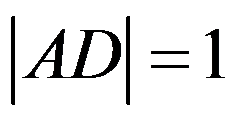 |AD| = 1